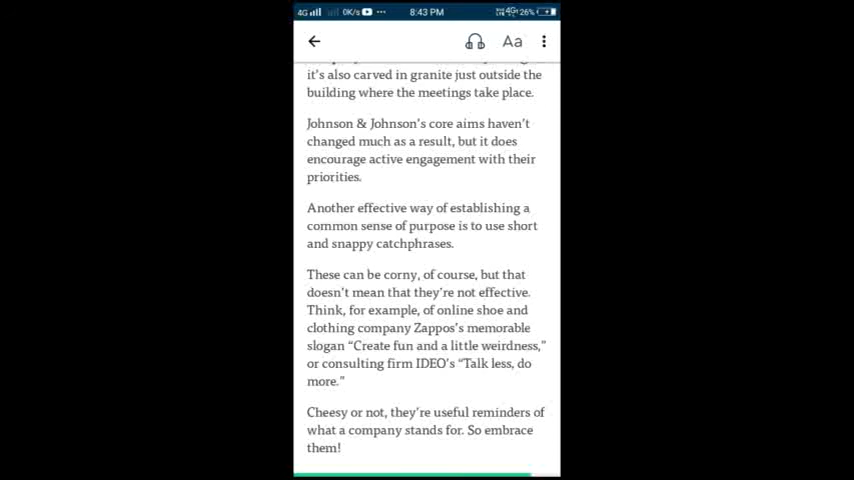 4G 0K/s ••• 8:43 PM 4G 26%
Aa
it's also carved in granite just outside the
building where the meetings take place.
Johnson & Johnson's core aims haven't
changed much as a result, but it does
encourage active engagement with their
priorities.
Another effective way of establishing a
common sense of purpose is to use short
and snappy catchphrases.
These can be corny, of course, but that
doesn't mean that they're not effective.
Think, for example, of online shoe and
clothing company Zappos's memorable
slogan “Create fun and a little weirdness,”
or consulting firm IDEO's “Talk less, do
more.”
Cheesy or not, they're useful reminders of
what a company stands for. So embrace
them!